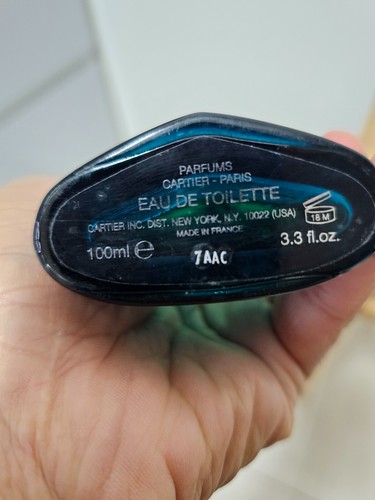 PARFUMS
CARTIER - PARIS
EAU DE TOILETTE
CARTIER INC. DIST. NEW YORK, N.Y. 10022 (USA)
MADE IN FRANCE
18 M
100ml ℮
7AAC
3.3 fl.oz.